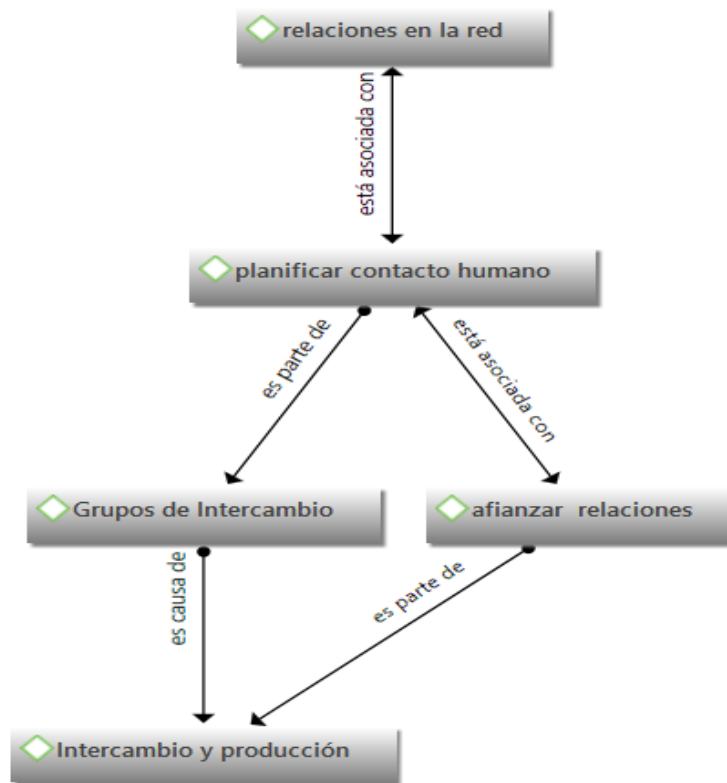 relaciones en la red
está asociada con
planificar contacto humano
es parte de
está asociada con
Grupos de Intercambio
afianzar relaciones
es causa de
es parte de
Intercambio y producción